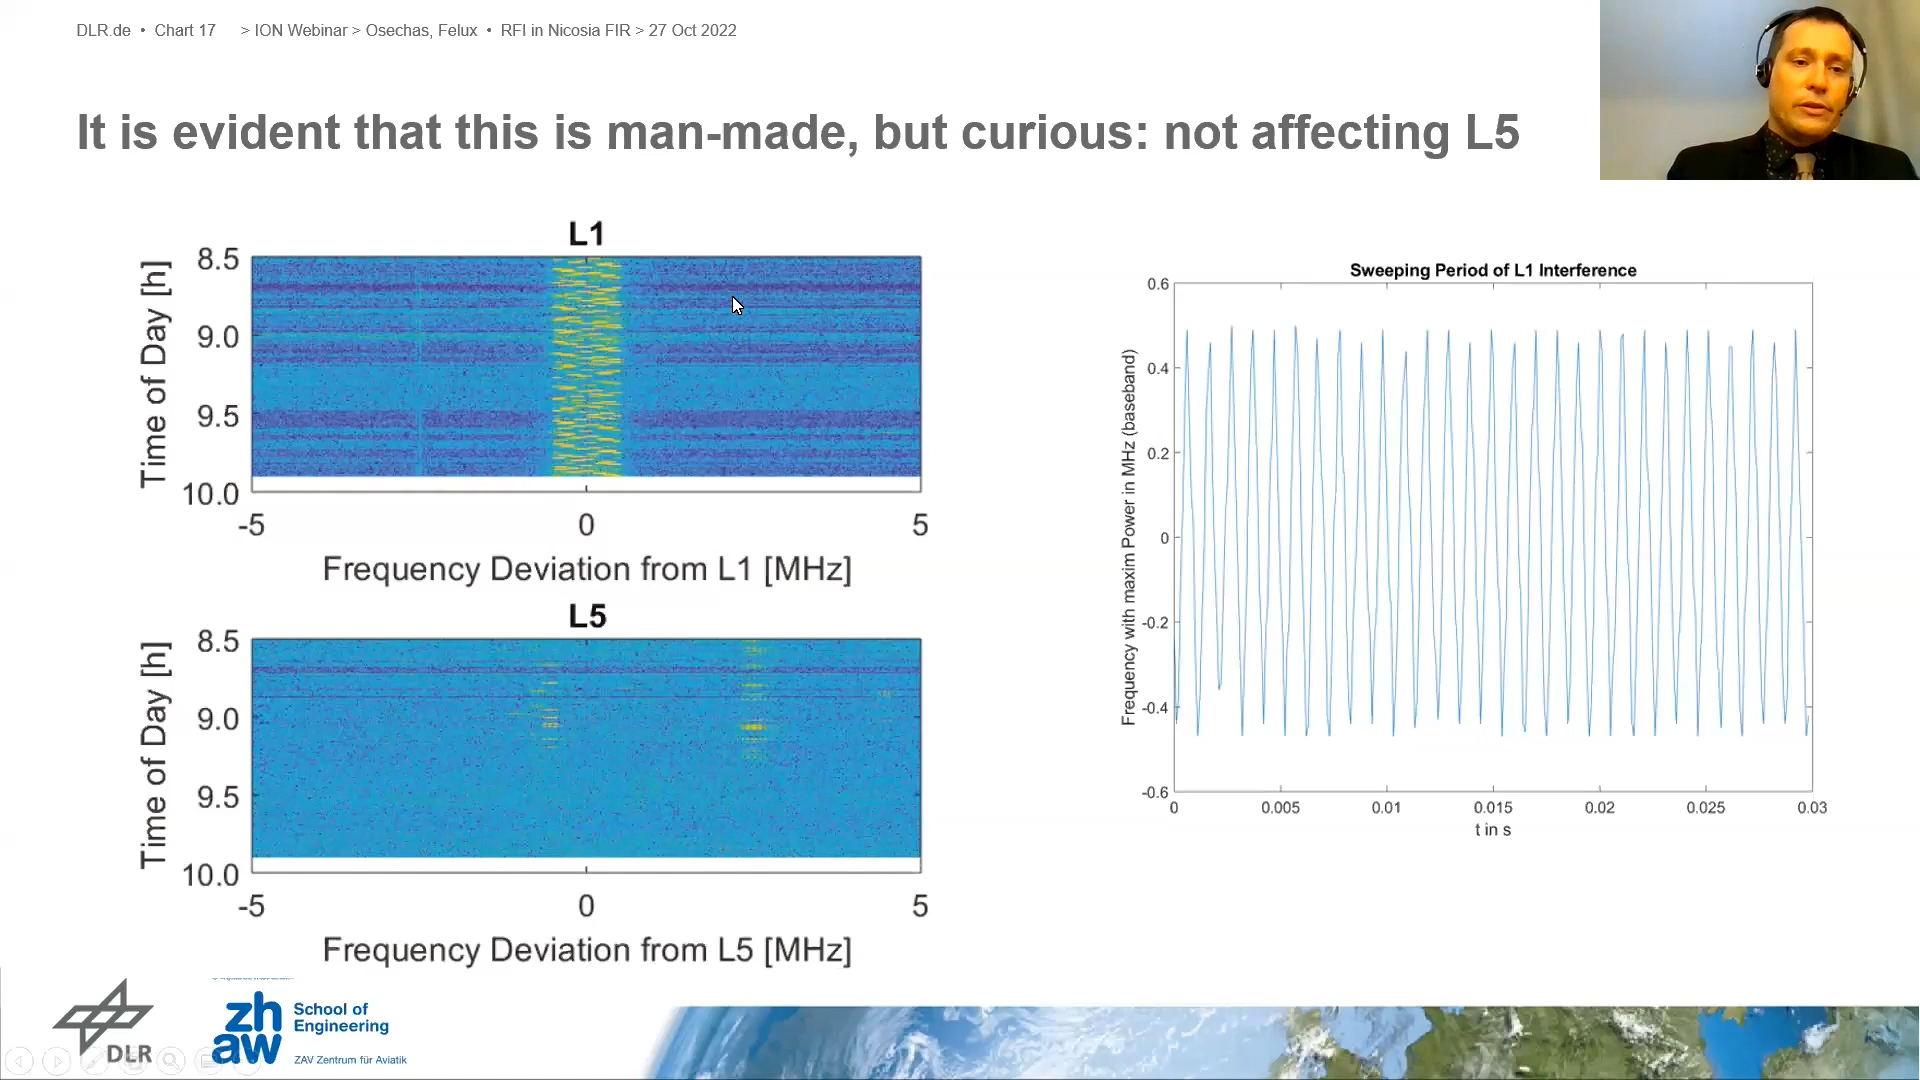 DLR.de • Chart 17 > ION Webinar > Osechas, Felux • RFI in Nicosia FIR > 27 Oct 2022
It is evident that this is man-made, but curious: not affecting L5
L1
Time of Day [h]
8.5
9.0
9.5
10.0
-5 0 5
Frequency Deviation from L1 [MHz]
L5
Time of Day [h]
8.5
9.0
9.5
10.0
-5 0 5
Frequency Deviation from L5 [MHz]
Sweeping Period of L1 Interference
Frequency with maxim Power in MHz (baseband)
0.6
0.4
0.2
0
-0.2
-0.4
-0.6
0 0.005 0.01 0.015 0.02 0.025 0.03
t in s
DLR
zh
aw
School of
Engineering
ZAV Zentrum für Aviatik